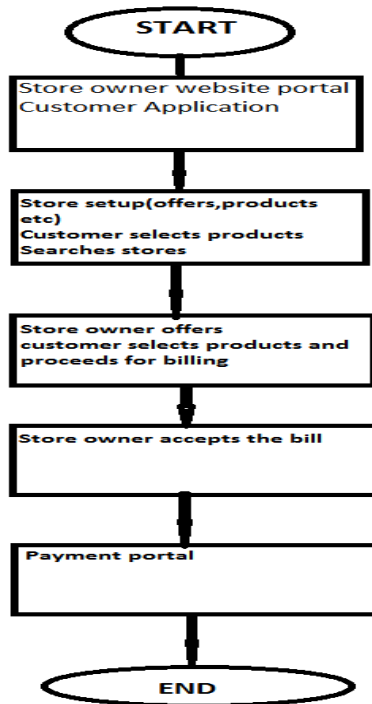 START
Store owner website portal
Customer Application
Store setup(offers,products
etc)
Customer selects products
Searches stores
Store owner offers
customer selects products and
proceeds for billing
Store owner accepts the bill
Payment portal
END